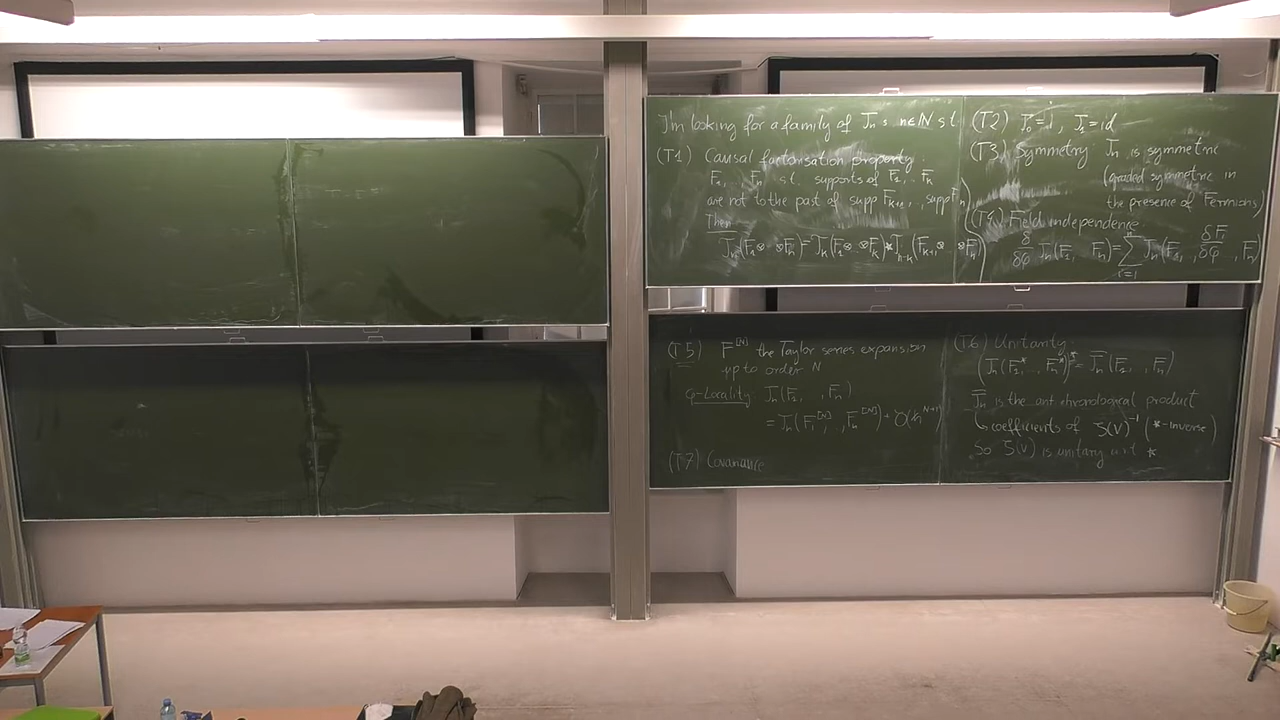 I'm looking for a family of 𝒯ₙ's n∈ℕ s.t.
(T1) Causal factorisation property.
F₁, Fₙ s.t. supports of F₁, .. Fₖ
are not to the past of supp Fₖ₊₁, .., supp Fₙ
Then
𝒯ₙ(F₁⊗ ⊗Fₙ) = 𝒯ₖ(F₁⊗ ⊗Fₖ) ⋆ 𝒯ₙ₋ₖ(Fₖ₊₁⊗ ⊗Fₙ)
(T2) 𝒯₀=1, 𝒯₁=id
(T3) Symmetry: 𝒯ₙ is symmetric
(graded symmetric in
the presence of Fermions)
(T4) Field independence
δ/δφ 𝒯ₙ(F₁, Fₙ) = Σᵢ₌₁ⁿ 𝒯ₙ(F₁, , δFᵢ/δφ , Fₙ)
(T5) F^[N] the Taylor series expansion
up to order N
φ-Locality: 𝒯ₙ(F₁, , Fₙ)
= 𝒯ₙ(F₁^[N], .., Fₙ^[N]) + O(ħ^(N+1))
(T7) Covariance
(T6) Unitarity:
(𝒯ₙ(F₁*, .. Fₙ*))* = 𝒯̄ₙ(F₁, , Fₙ)
𝒯̄ₙ is the antichronological product
↳ coefficients of S(V)⁻¹ (⋆-inverse)
So S(V) is unitary w.r.t ⋆